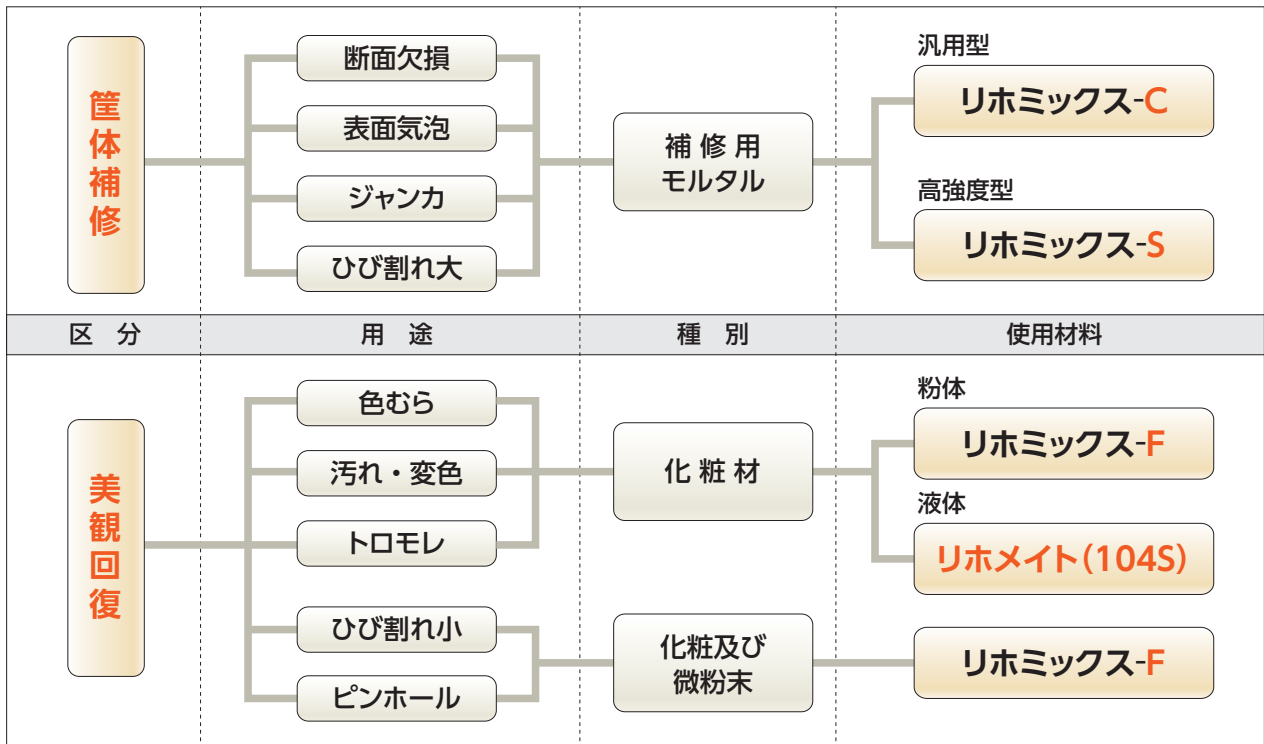 筐体補修
断面欠損
表面気泡
ジャンカ
ひび割れ大
補修用
モルタル
汎用型
リホミックス-C
高強度型
リホミックス-S
区 分
用 途
種 別
使用材料
美観回復
色むら
汚れ・変色
トロモレ
ひび割れ小
ピンホール
化粧材
化粧及び
微粉末
粉体
リホミックス-F
液体
リホメイト(104S)
リホミックス-F